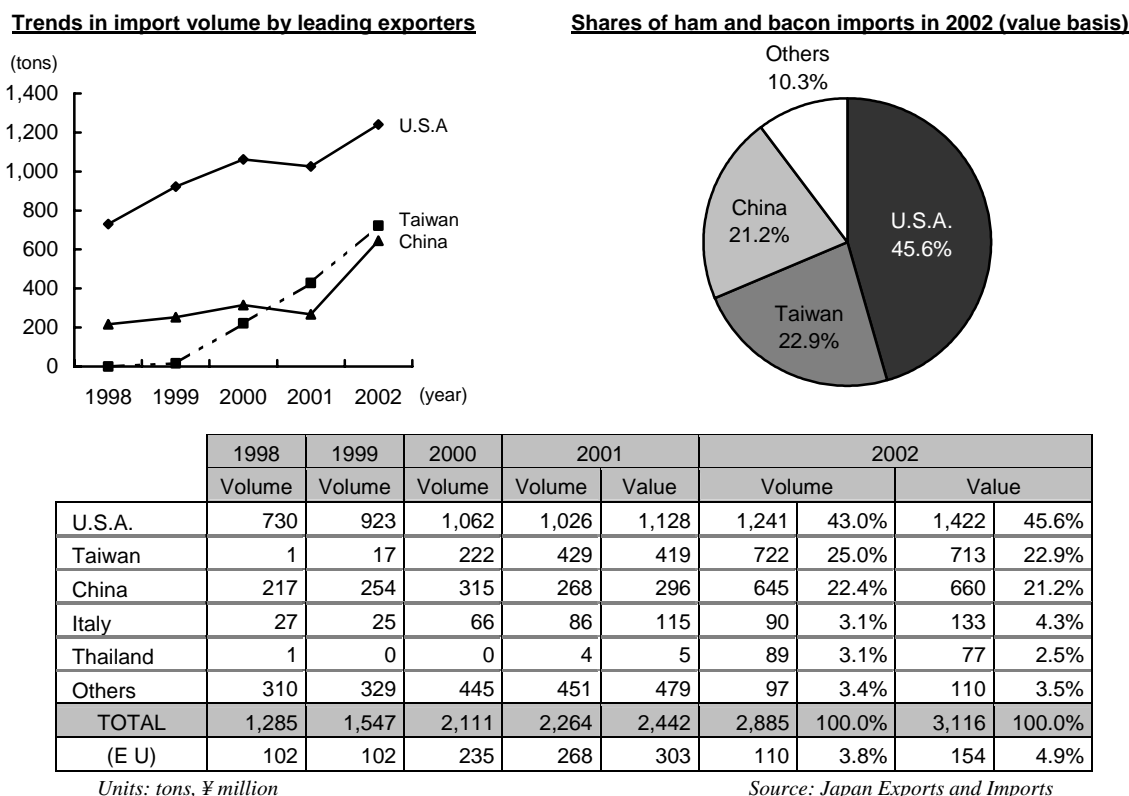 Trends in import volume by leading exporters
(tons)
1,400
1,200
1,000
800
600
400
200
0
U.S.A
Taiwan
China
1998 1999 2000 2001 2002 (year)
Shares of ham and bacon imports in 2002 (value basis)
Others
10.3%
China
21.2%
U.S.A.
45.6%
Taiwan
22.9%
1998 1999 2000 2001 2002
Volume Volume Volume Volume Value Volume Value
U.S.A. 730 923 1,062 1,026 1,128 1,241 43.0% 1,422 45.6%
Taiwan 1 17 222 429 419 722 25.0% 713 22.9%
China 217 254 315 268 296 645 22.4% 660 21.2%
Italy 27 25 66 86 115 90 3.1% 133 4.3%
Thailand 1 0 0 4 5 89 3.1% 77 2.5%
Others 310 329 445 451 479 97 3.4% 110 3.5%
TOTAL 1,285 1,547 2,111 2,264 2,442 2,885 100.0% 3,116 100.0%
(E U) 102 102 235 268 303 110 3.8% 154 4.9%
Units: tons, ¥ million Source: Japan Exports and Imports